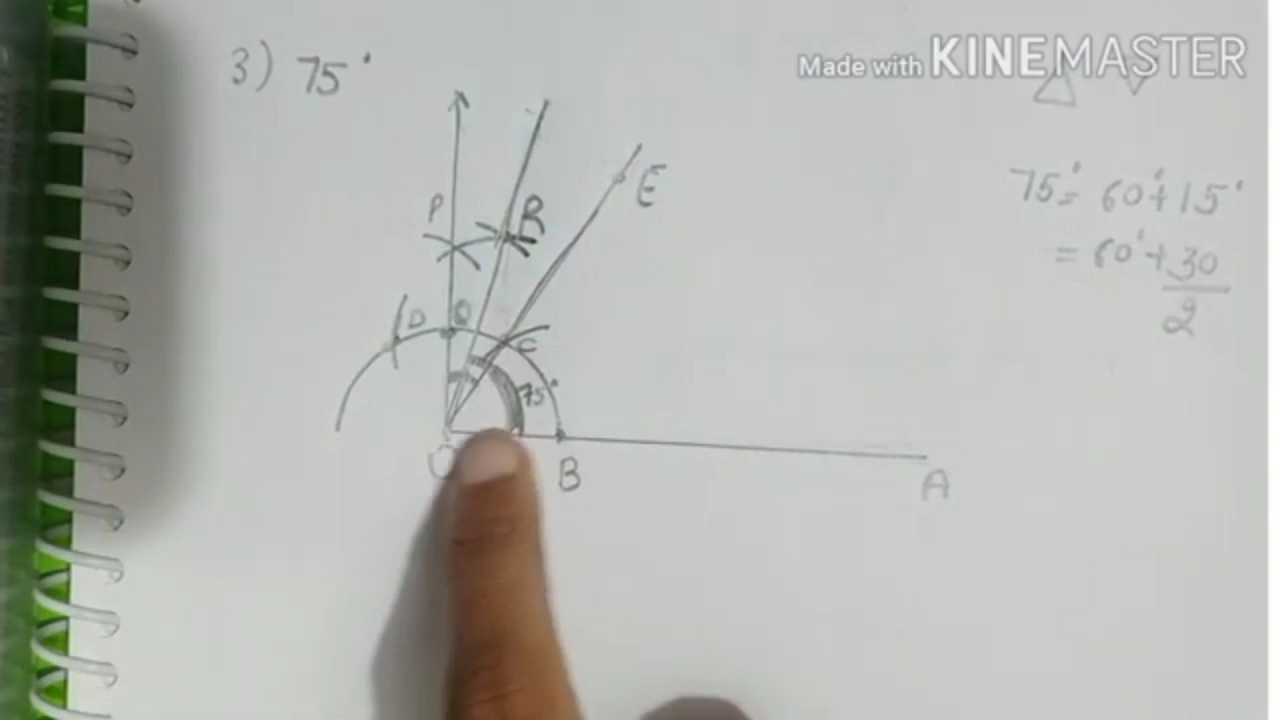 3) 75°
Made with KINEMASTER
75° = 60° + 15°
= 60° + 30
2
E
P
R
D
Q
C
75°
O
B
A